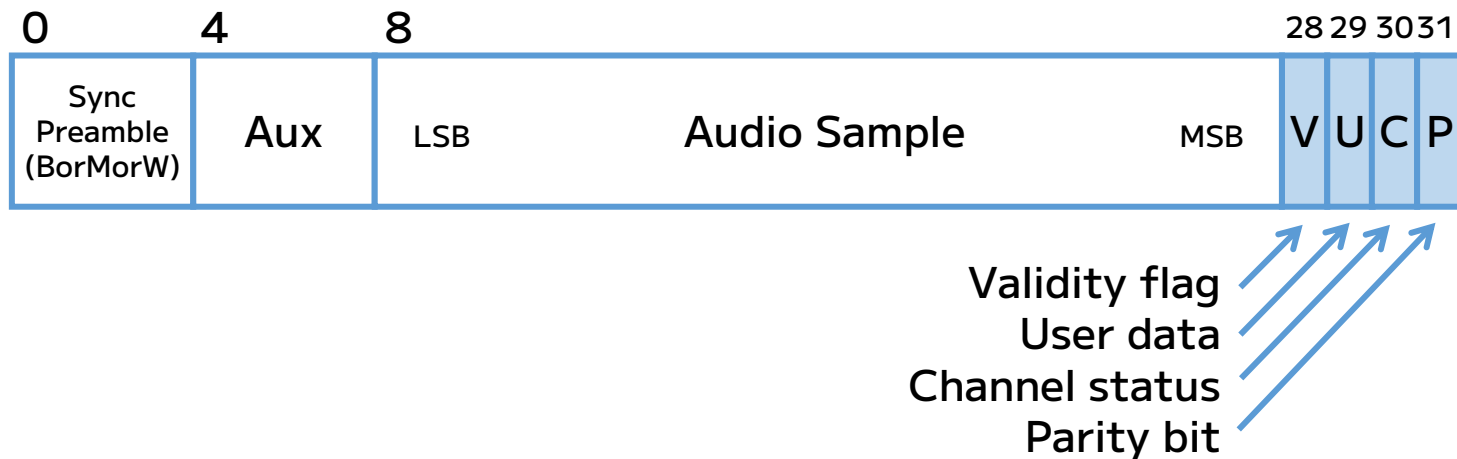 0 4 8 28 29 30 31
Sync
Preamble
(BorMorW)
Aux
LSB
Audio Sample
MSB
V U C P
Validity flag
User data
Channel status
Parity bit